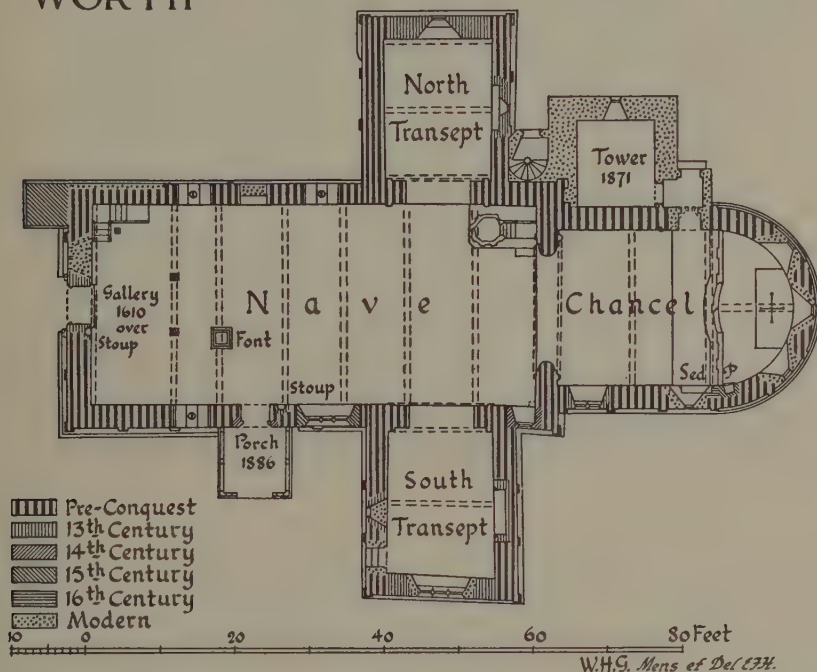 WORTH
North
Transept
Tower
1871
Gallery
1610
over
Stoup
Nave
Chancel
Font
Stoup
Sed
P
Porch
1886
South
Transept
Pre-Conquest
13th Century
14th Century
15th Century
16th Century
Modern
10 0 20 40 60 80 Feet
W.H.G. Mens et Del